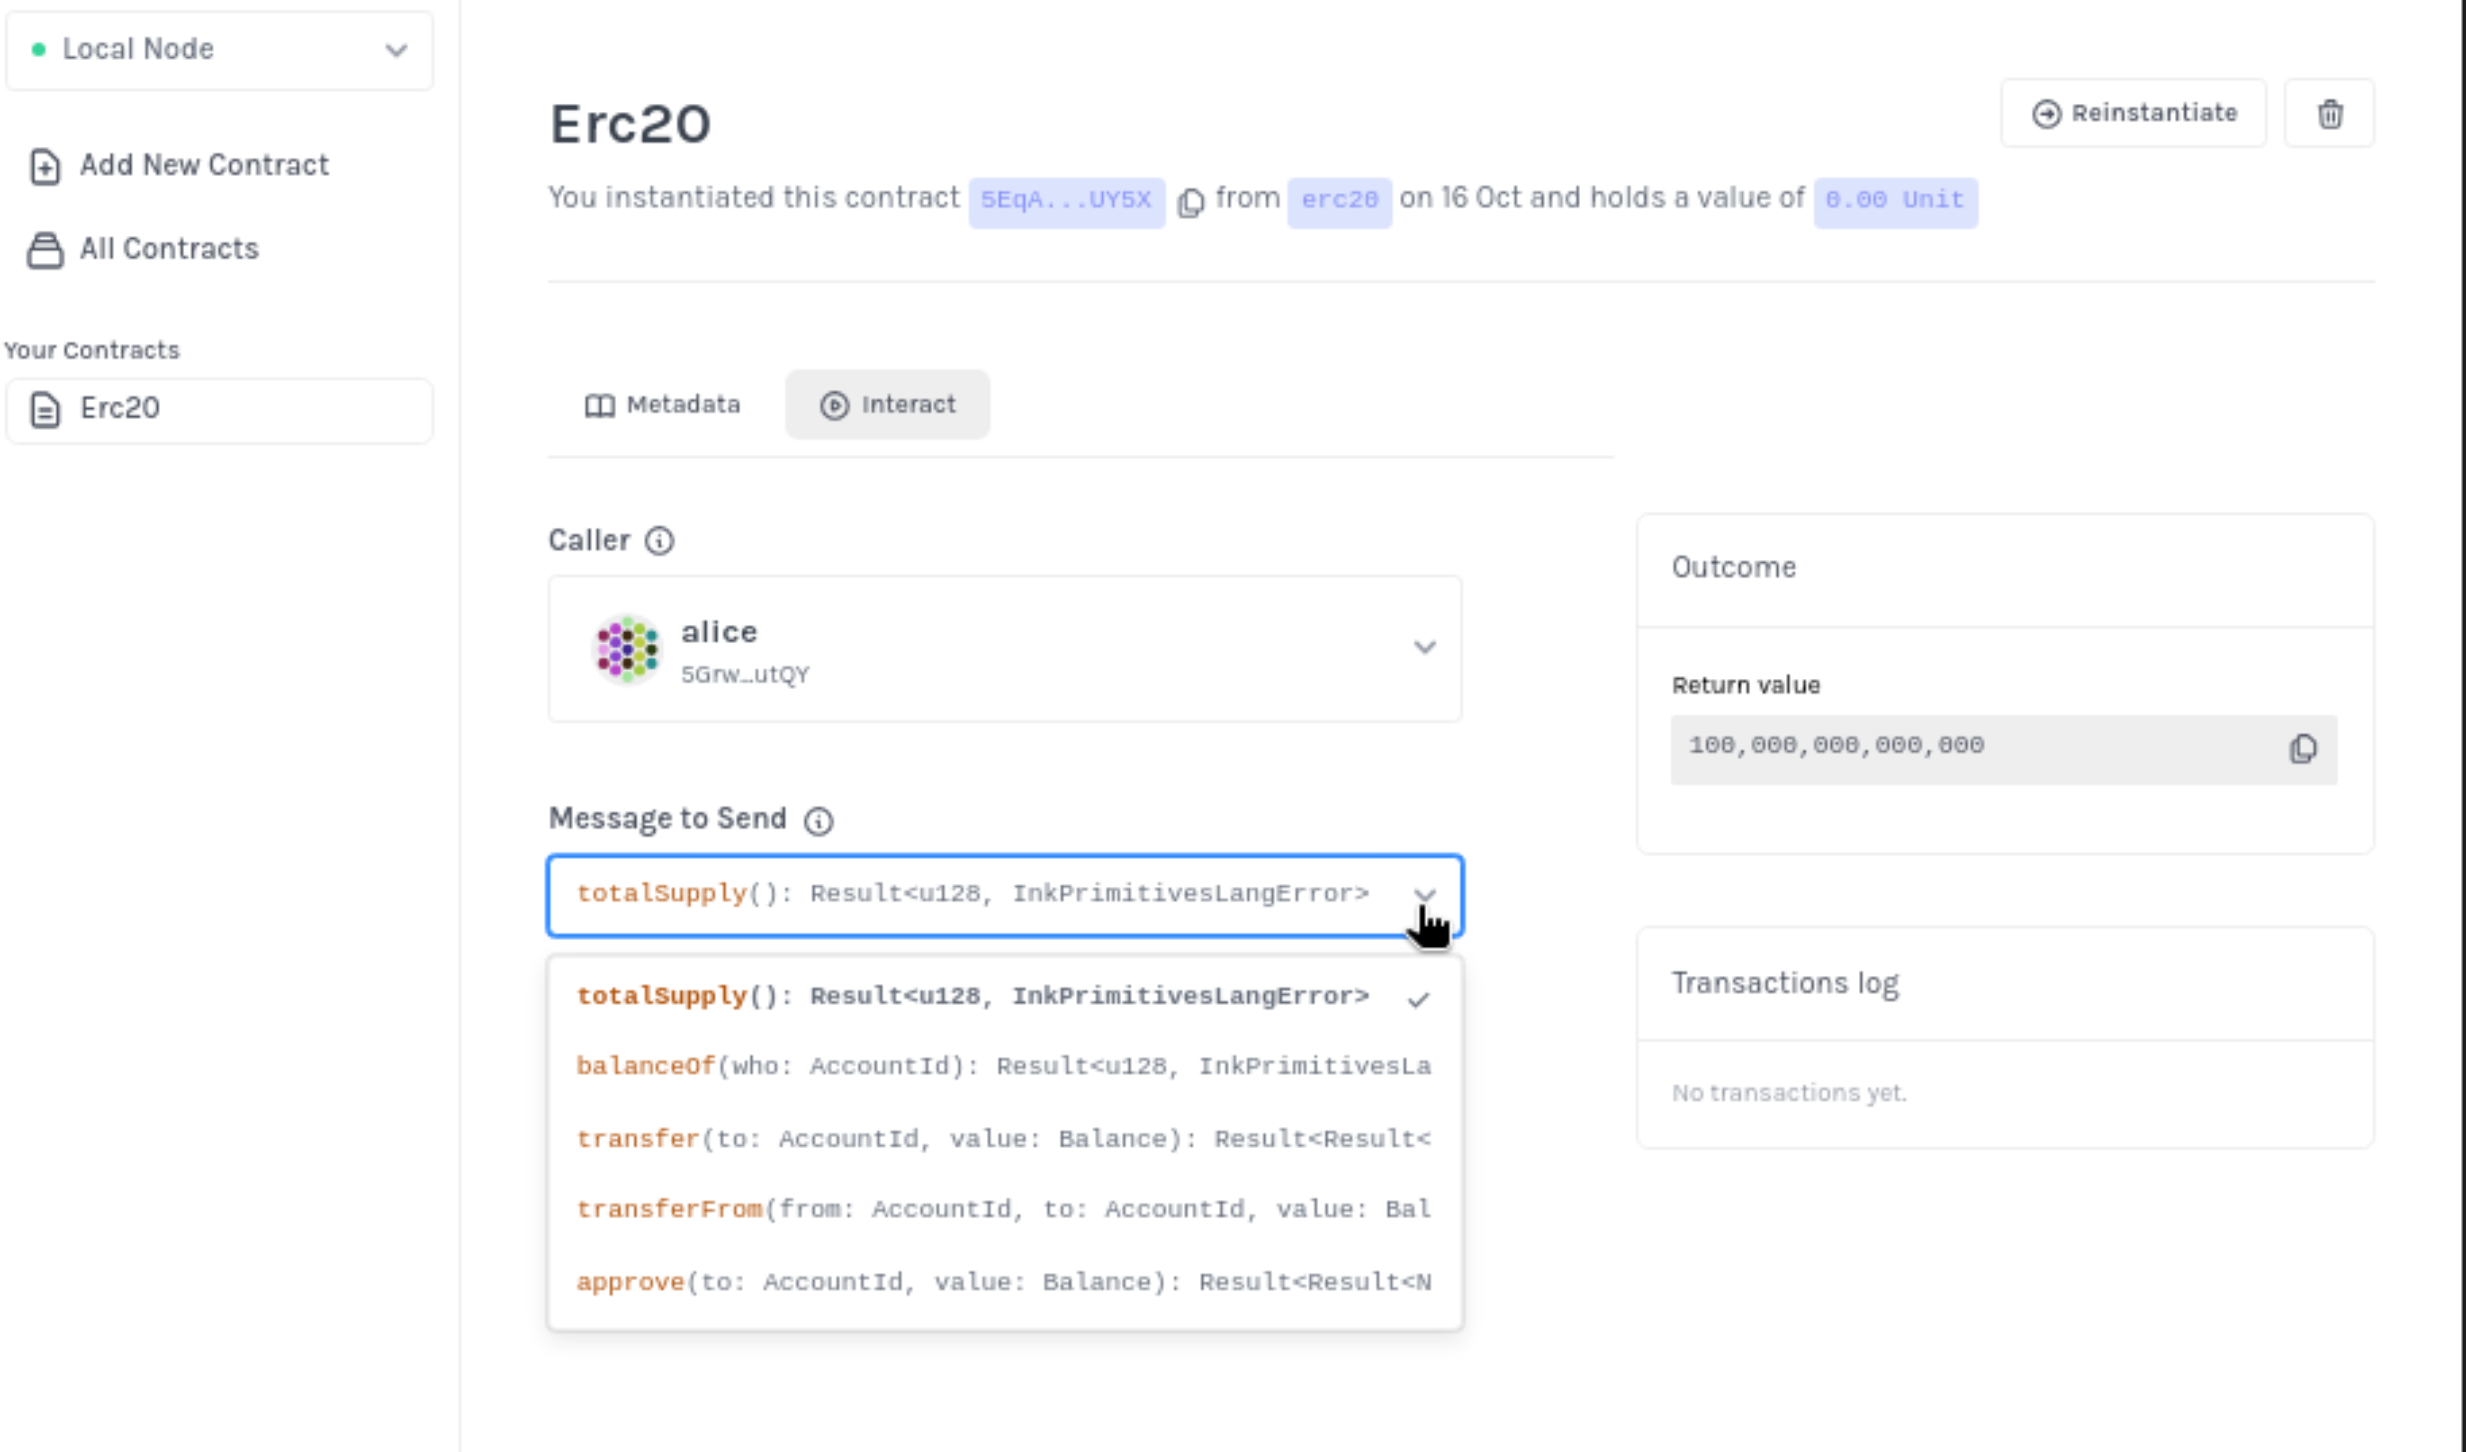 Local Node
Add New Contract
All Contracts
Your Contracts
Erc20
Erc20
Reinstantiate
You instantiated this contract 5EqA...UY5X from erc20 on 16 Oct and holds a value of 0.00 Unit
Metadata
Interact
Caller
alice
5Grw…utQY
Message to Send
totalSupply(): Result<u128, InkPrimitivesLangError>
totalSupply(): Result<u128, InkPrimitivesLangError>
balanceOf(who: AccountId): Result<u128, InkPrimitivesLa
transfer(to: AccountId, value: Balance): Result<Result<
transferFrom(from: AccountId, to: AccountId, value: Bal
approve(to: AccountId, value: Balance): Result<Result<N
Outcome
Return value
100,000,000,000,000
Transactions log
No transactions yet.